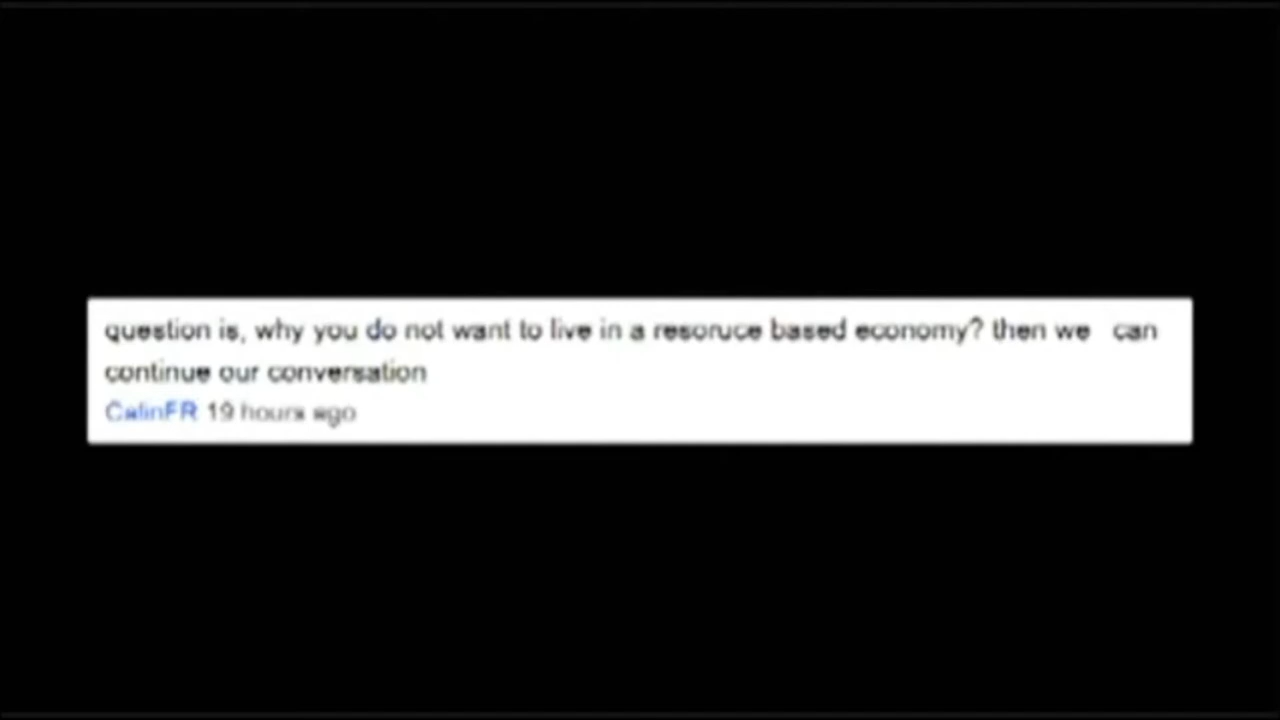 question is, why you do not want to live in a resoruce based economy? then we can
continue our conversation
CalinFR 19 hours ago